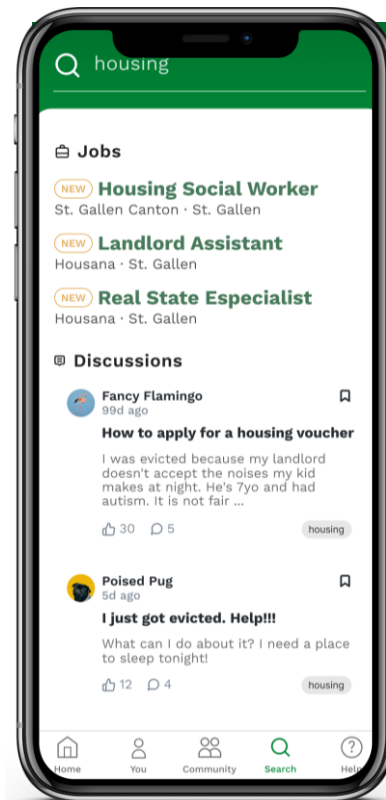 housing
Jobs
NEW Housing Social Worker
St. Gallen Canton · St. Gallen
NEW Landlord Assistant
Housana · St. Gallen
NEW Real State Especialist
Housana · St. Gallen
Discussions
Fancy Flamingo
99d ago
How to apply for a housing voucher
I was evicted because my landlord
doesn't accept the noises my kid
makes at night. He's 7yo and had
autism. It is not fair ...
30 5 housing
Poised Pug
5d ago
I just got evicted. Help!!!
What can I do about it? I need a place
to sleep tonight!
12 4 housing
Home You Community Search Help